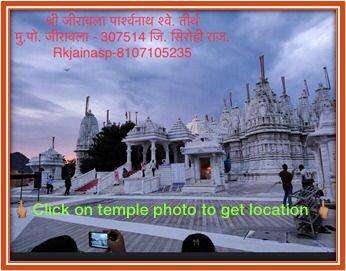 श्री जीरावला पार्श्वनाथ श्वे. तीर्थ
मु.पो. जीरावला - 307514 जि. सिरोही राज.
Rkjainasp-8107105235
👆Click on temple photo to get location👆